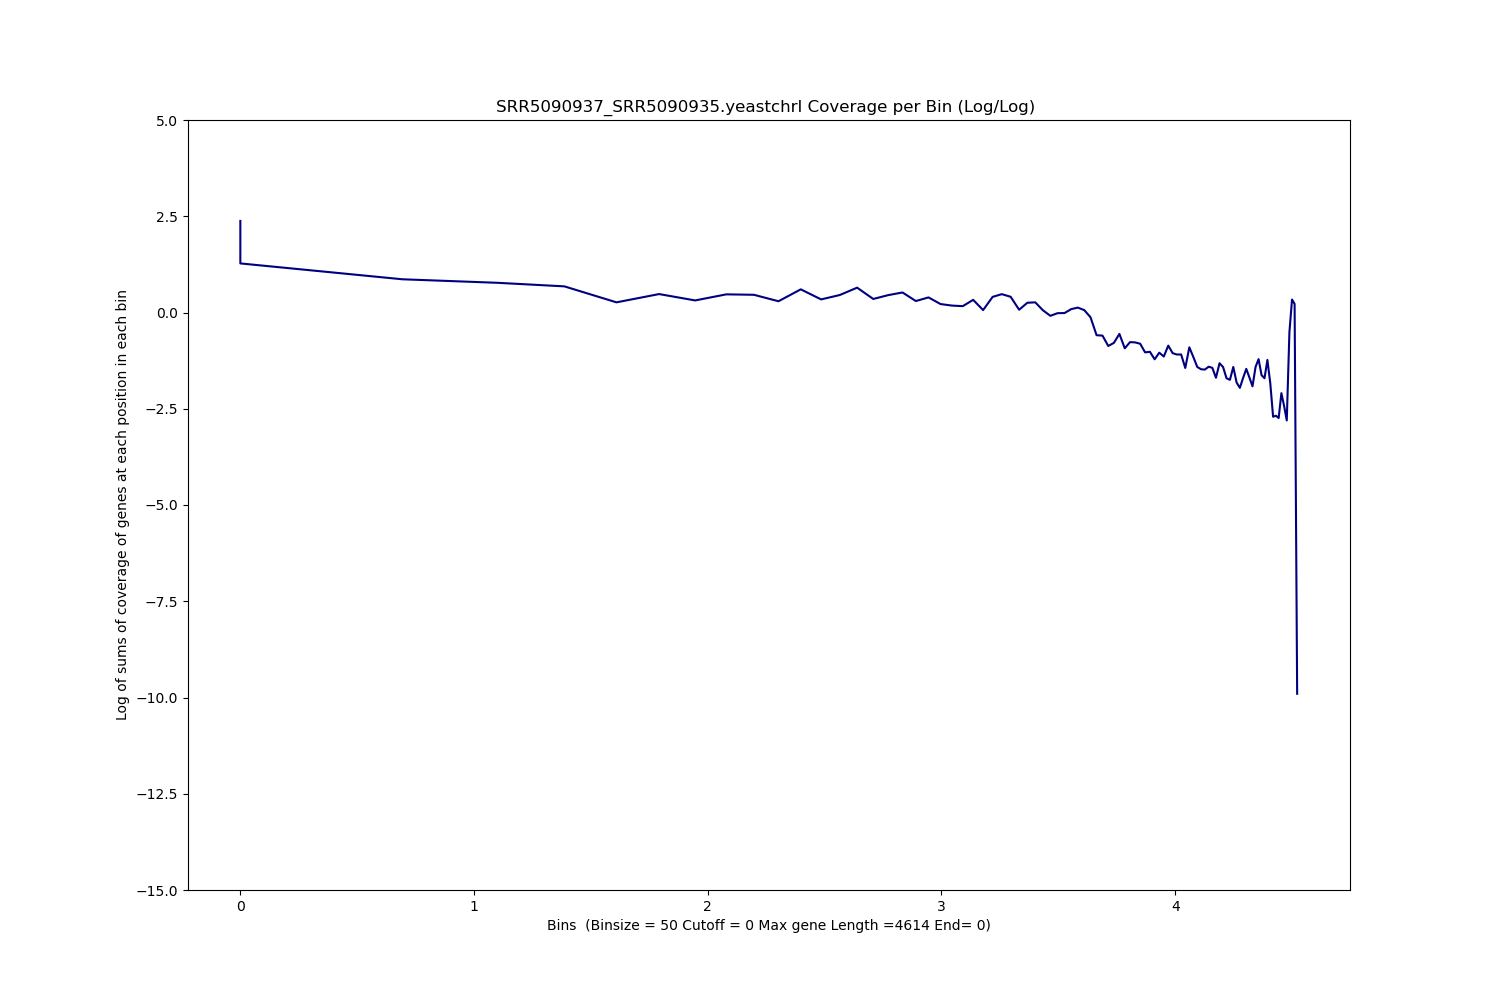 SRR5090937_SRR5090935.yeastchrI Coverage per Bin (Log/Log)
Log of sums of coverage of genes at each position in each bin
5.0
2.5
0.0
−2.5
−5.0
−7.5
−10.0
−12.5
−15.0
0 1 2 3 4
Bins  (Binsize = 50 Cutoff = 0 Max gene Length =4614 End= 0)